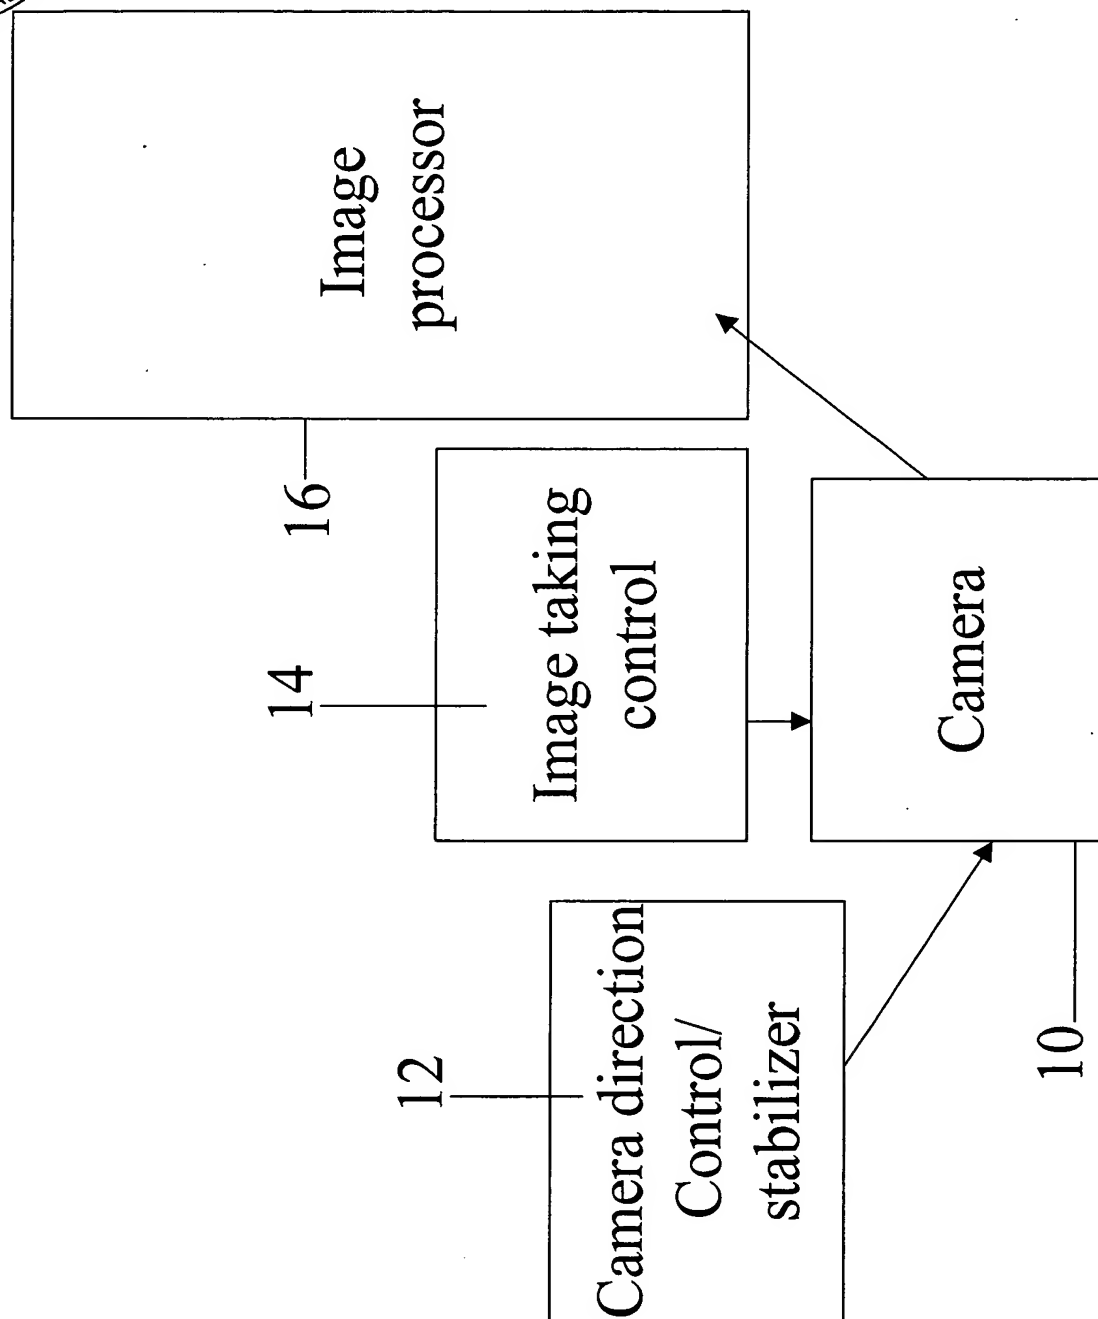 12
Camera direction
Control/
stabilizer
14
Image taking
control
16
Image
processor
10
Camera